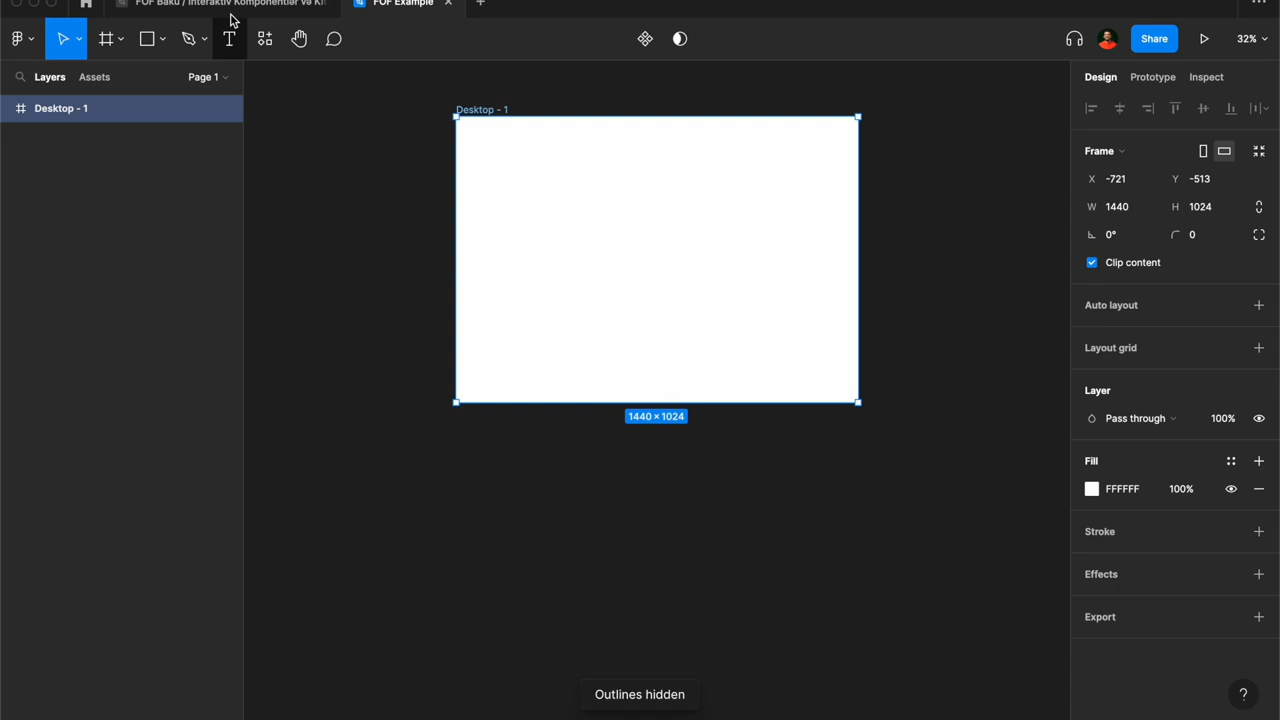 FOF Baku / İnteraktiv Komponentlər və Ki
FOF Example
Share
32%
Layers
Assets
Page 1
Desktop - 1
Desktop - 1
1440 × 1024
Outlines hidden
Design
Prototype
Inspect
Frame
X -721
Y -513
W 1440
H 1024
0°
0
Clip content
Auto layout
Layout grid
Layer
Pass through
100%
Fill
FFFFFF
100%
Stroke
Effects
Export
?